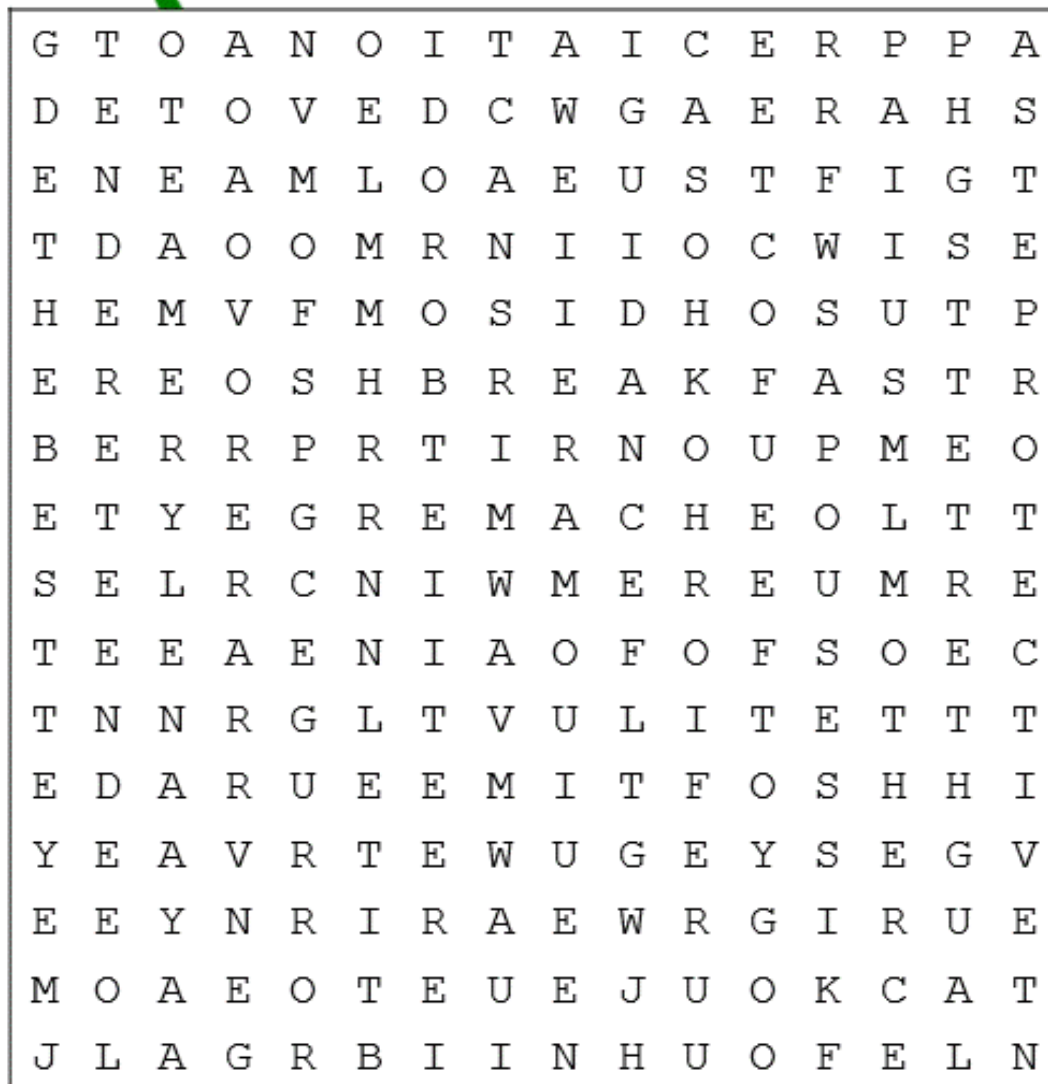 G T O A N O I T A I C E R P P A
D E T O V E D C W G A E R A H S
E N E A M L O A E U S T F I G T
T D A O O M R N I I O C W I S E
H E M V F M O S I D H O S U T P
E R E O S H B R E A K F A S T R
B E R R P R T I R N O U P M E O
E T Y E G R E M A C H E O L T T
S E L R C N I W M E R E U M R E
T E E A E N I A O F O F S O E C
T N N R G L T V U L I T E T T T
E D A R U E E M I T F O S H H I
Y E A V R T E W U G E Y S E G V
E E Y N R I R A E W R G I R U E
M O A E O T E U E J U O K C A T
J L A G R B I I N H U O F E L N